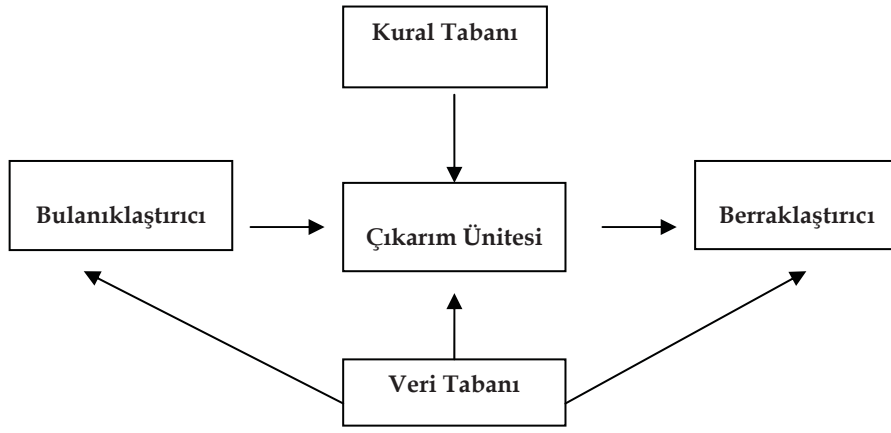 Kural Tabanı
Bulanıklaştırıcı
Çıkarım Ünitesi
Berraklaştırıcı
Veri Tabanı